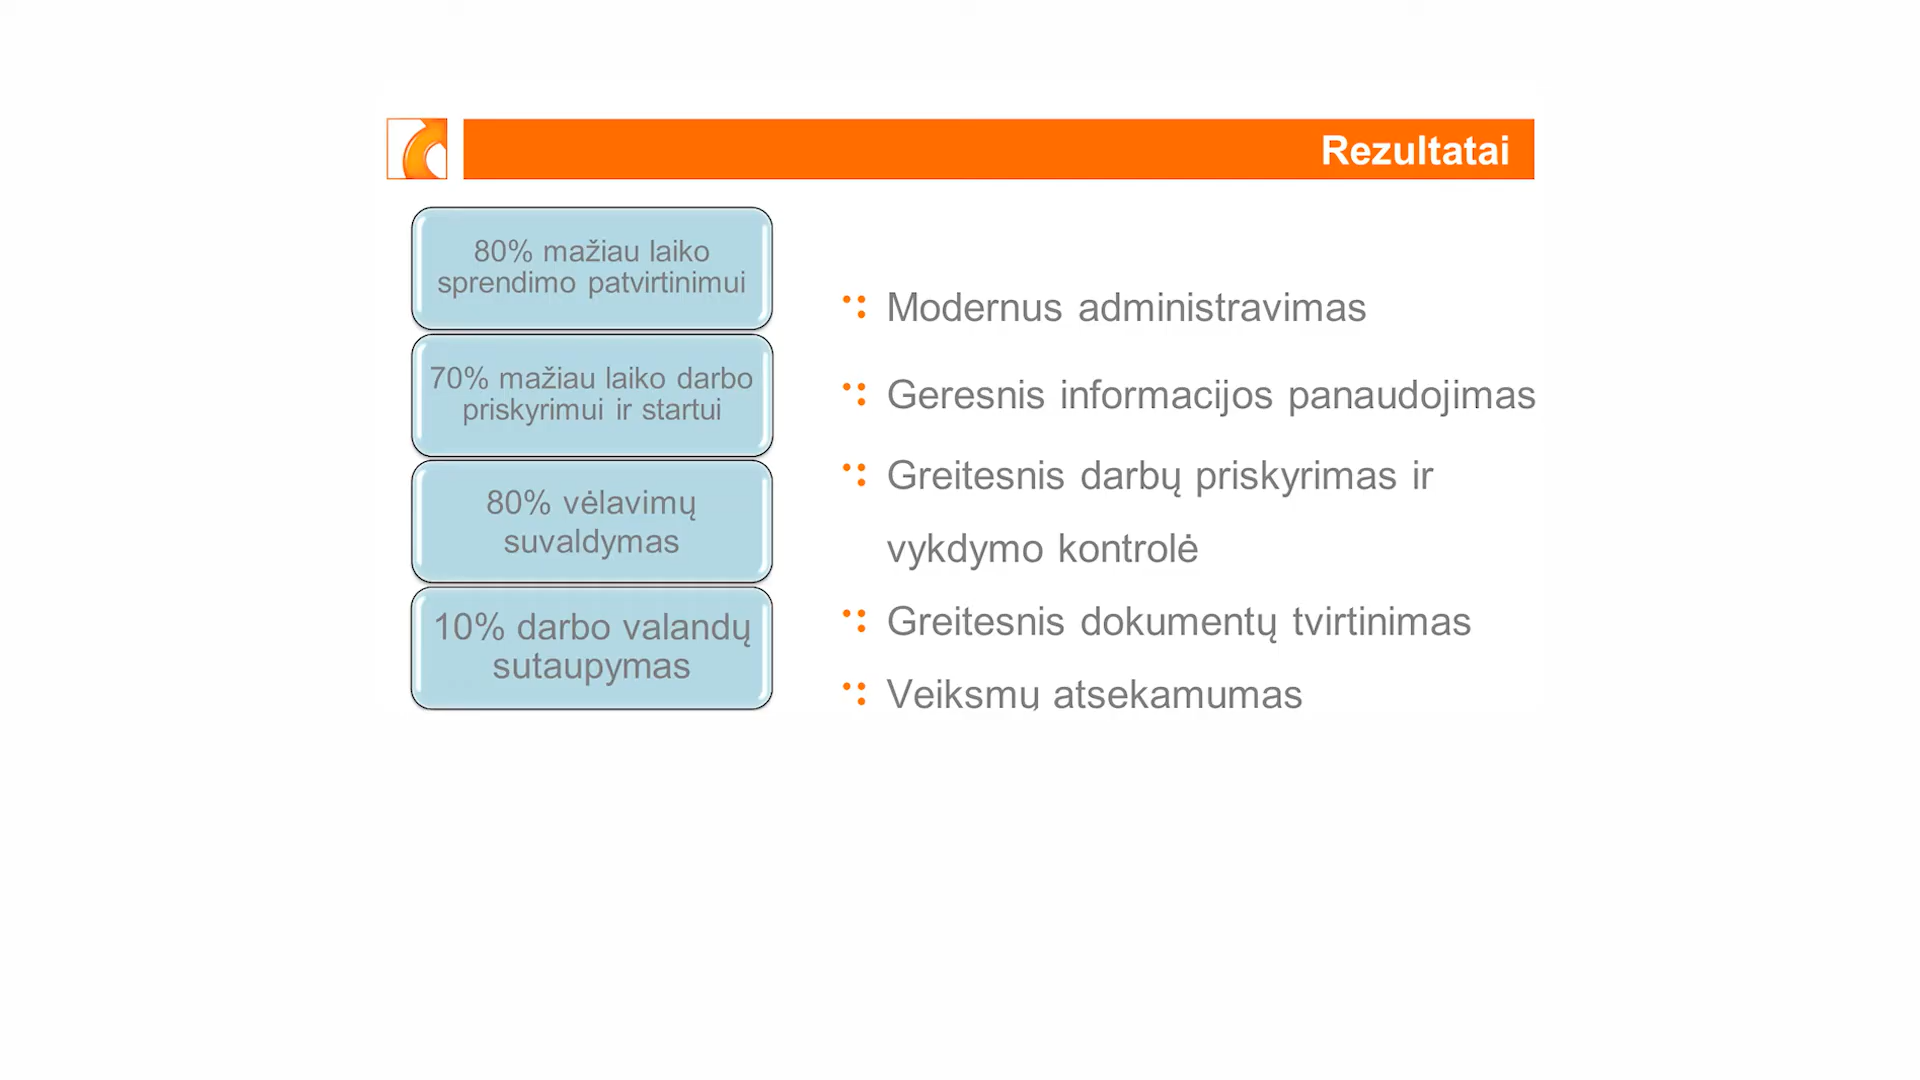 Rezultatai
80% mažiau laiko
sprendimo patvirtinimui
70% mažiau laiko darbo
priskyrimui ir startui
80% vėlavimų
suvaldymas
10% darbo valandų
sutaupymas
Modernus administravimas
Geresnis informacijos panaudojimas
Greitesnis darbų priskyrimas ir
vykdymo kontrolė
Greitesnis dokumentų tvirtinimas
Veiksmų atsekamumas